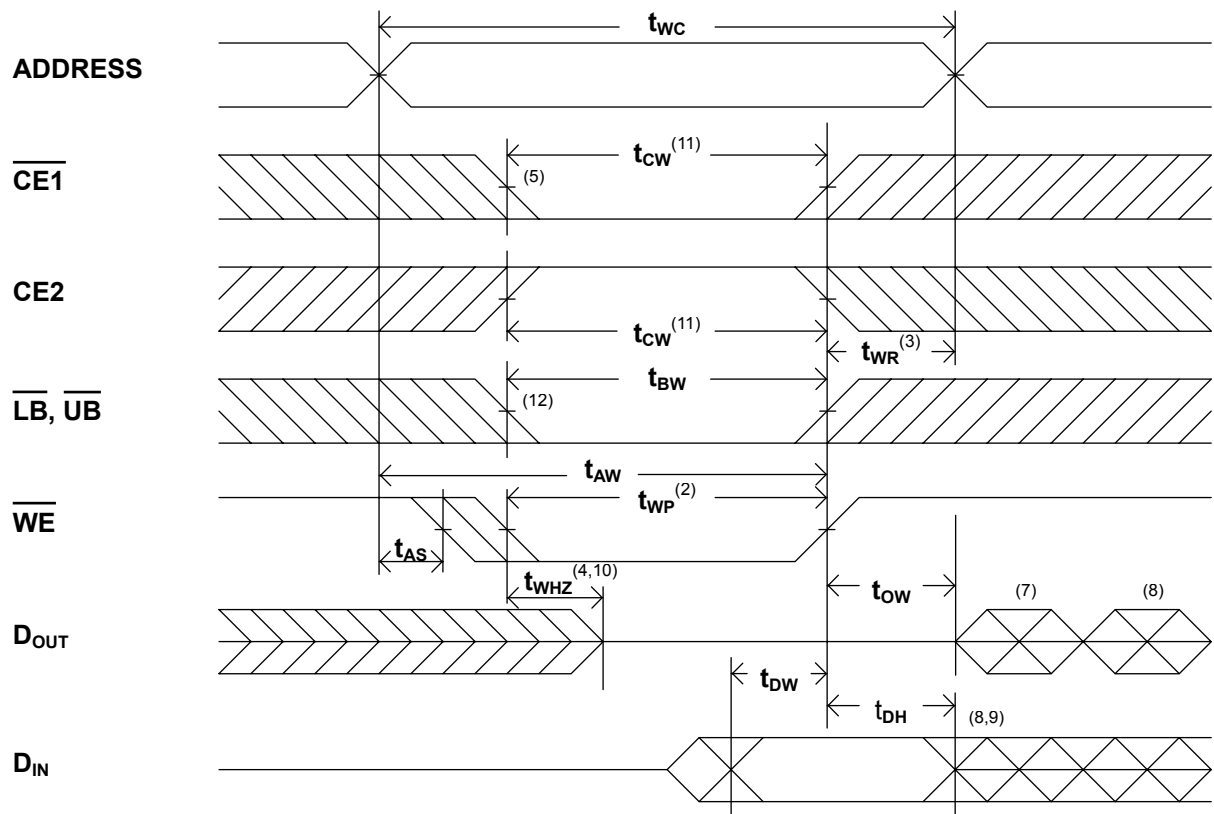 tWC
ADDRESS
tCW(11)
CE1
(5)
CE2
tCW(11)
tWR(3)
tBW
LB, UB
(12)
tAW
tWP(2)
WE
tAS
tWHZ(4,10)
tOW
(7)
(8)
DOUT
tDW
tDH
(8,9)
DIN